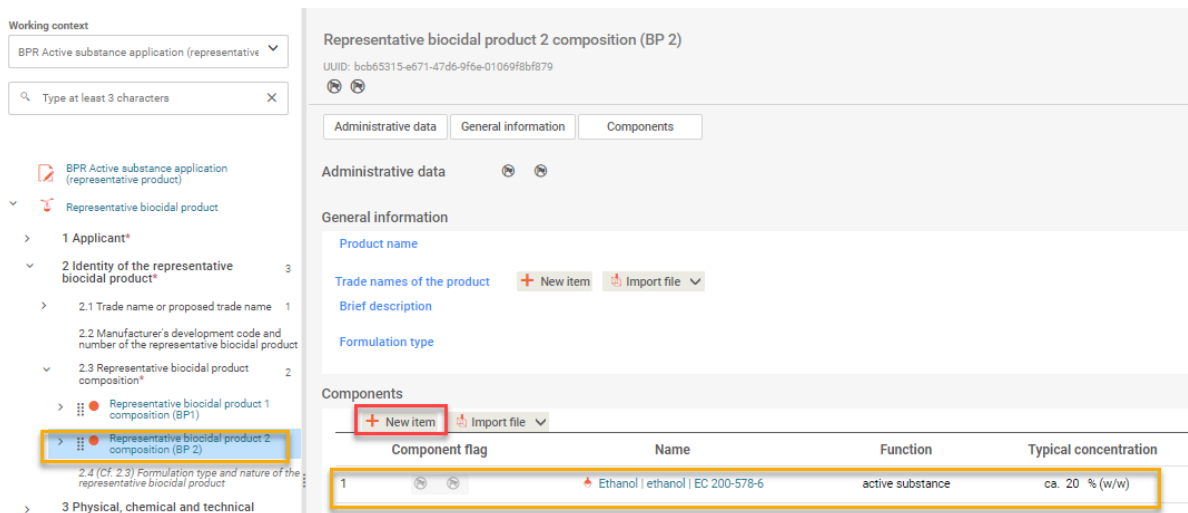 Working context
BPR Active substance application (representative
Type at least 3 characters
BPR Active substance application
(representative product)
Representative biocidal product
1 Applicant*
2 Identity of the representative
biocidal product*
3
2.1 Trade name or proposed trade name 1
2.2 Manufacturer's development code and
number of the representative biocidal product
2.3 Representative biocidal product
composition*
2
Representative biocidal product 1
composition (BP1)
Representative biocidal product 2
composition (BP 2)
2.4 (Cf. 2.3) Formulation type and nature of the
representative biocidal product
3 Physical, chemical and technical
Representative biocidal product 2 composition (BP 2)
UUID: bcb65315-e671-47d6-9f6e-01069f8bf879
Administrative data
General information
Components
Administrative data
General information
Product name
Trade names of the product
New item
Import file
Brief description
Formulation type
Components
New item
Import file
Component flag Name Function Typical concentration
1 Ethanol | ethanol | EC 200-578-6 active substance ca. 20 % (w/w)